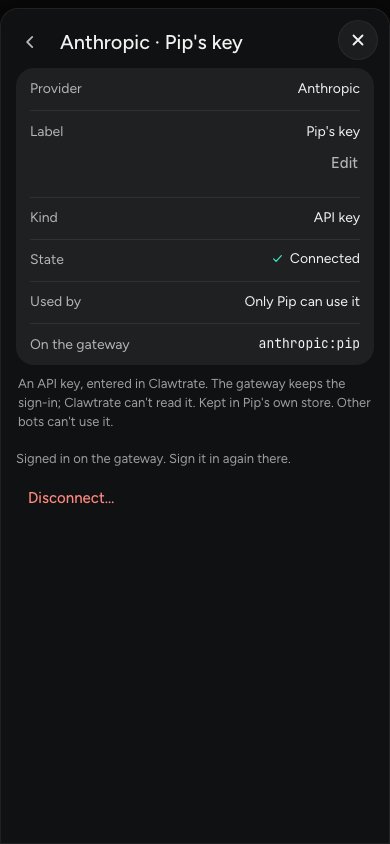 Anthropic · Pip's key
Provider Anthropic
Label Pip's key
Edit
Kind API key
State Connected
Used by Only Pip can use it
On the gateway anthropic:pip
An API key, entered in Clawtrate. The gateway keeps the
sign-in; Clawtrate can't read it. Kept in Pip's own store. Other
bots can't use it.
Signed in on the gateway. Sign it in again there.
Disconnect...